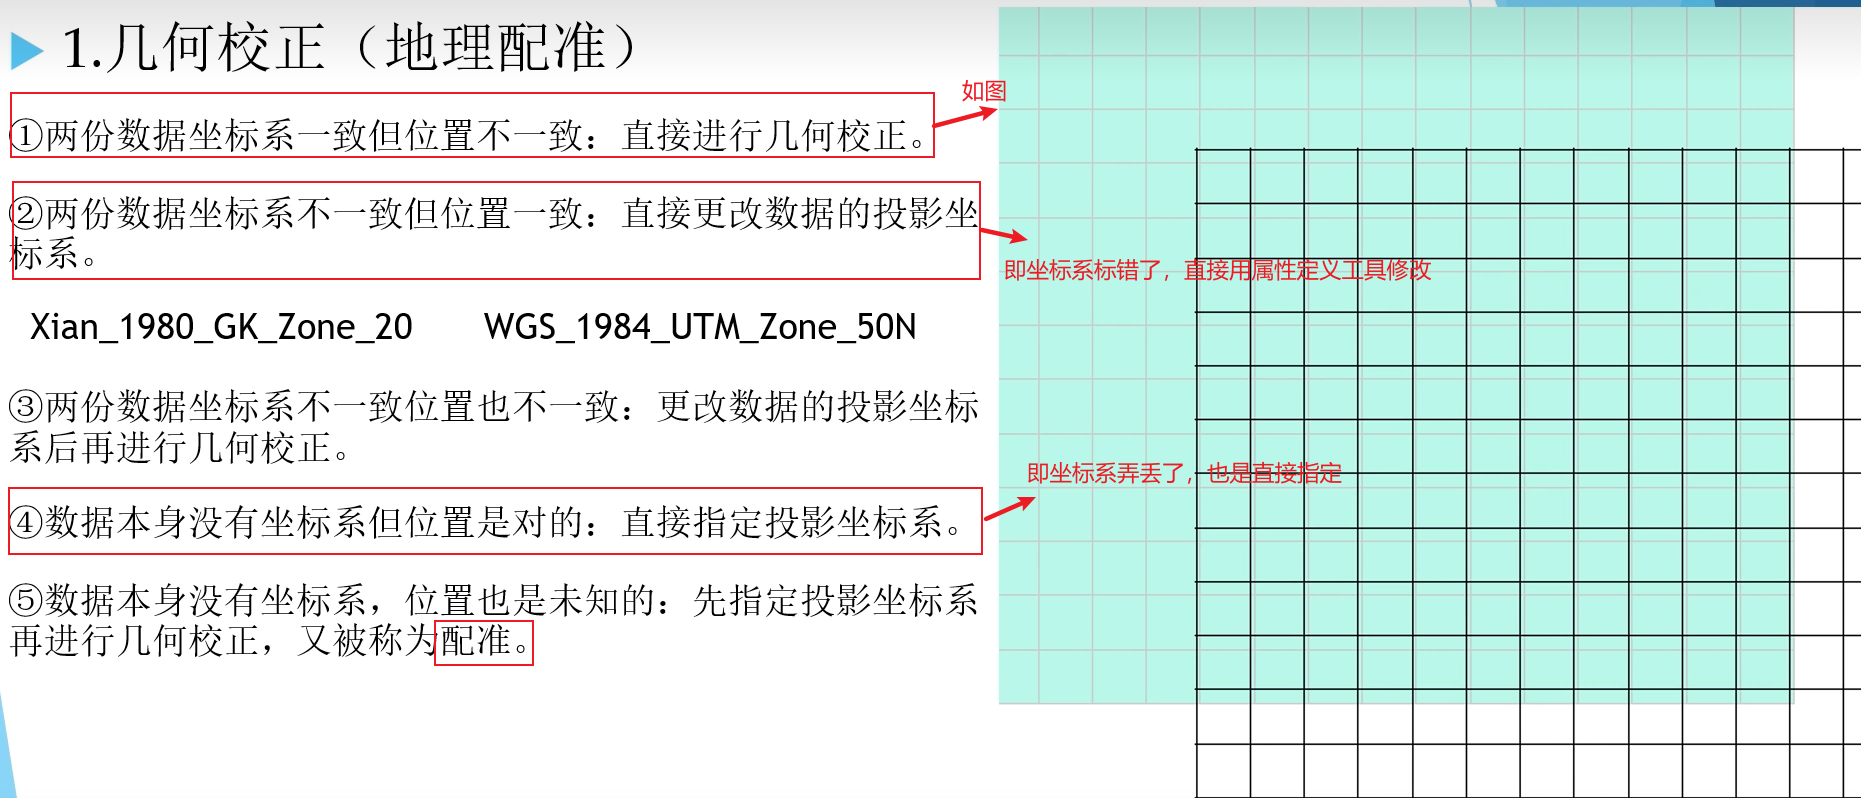 1.几何校正（地理配准）
如图
①两份数据坐标系一致但位置不一致：直接进行几何校正。
②两份数据坐标系不一致但位置一致：直接更改数据的投影坐
标系。
即坐标系标错了，直接用属性定义工具修改
Xian_1980_GK_Zone_20 WGS_1984_UTM_Zone_50N
③两份数据坐标系不一致位置也不一致：更改数据的投影坐标
系后再进行几何校正。
即坐标系弄丢了，也是直接指定
④数据本身没有坐标系但位置是对的：直接指定投影坐标系。
⑤数据本身没有坐标系，位置也是未知的：先指定投影坐标系
再进行几何校正，又被称为配准。